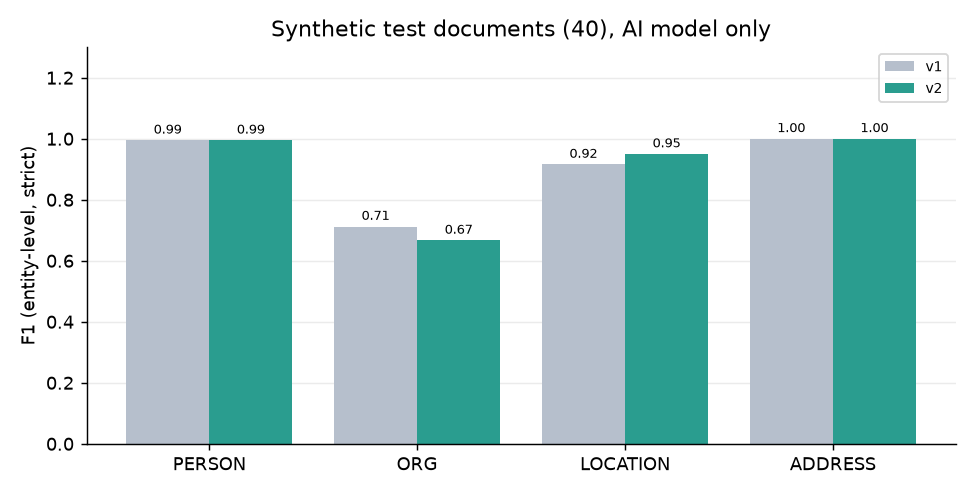 Synthetic test documents (40), AI model only
F1 (entity-level, strict)
1.2
1.0
0.8
0.6
0.4
0.2
0.0
v1
v2
0.99 0.99
0.71 0.67
0.92 0.95
1.00 1.00
PERSON ORG LOCATION ADDRESS